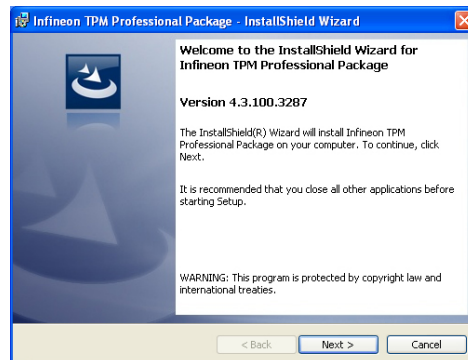 Infineon TPM Professional Package - InstallShield Wizard
Welcome to the InstallShield Wizard for
Infineon TPM Professional Package
Version 4.3.100.3287
The InstallShield(R) Wizard will install Infineon TPM
Professional Package on your computer. To continue, click
Next.
It is recommended that you close all other applications before
starting Setup.
WARNING: This program is protected by copyright law and
international treaties.
< Back
Next >
Cancel